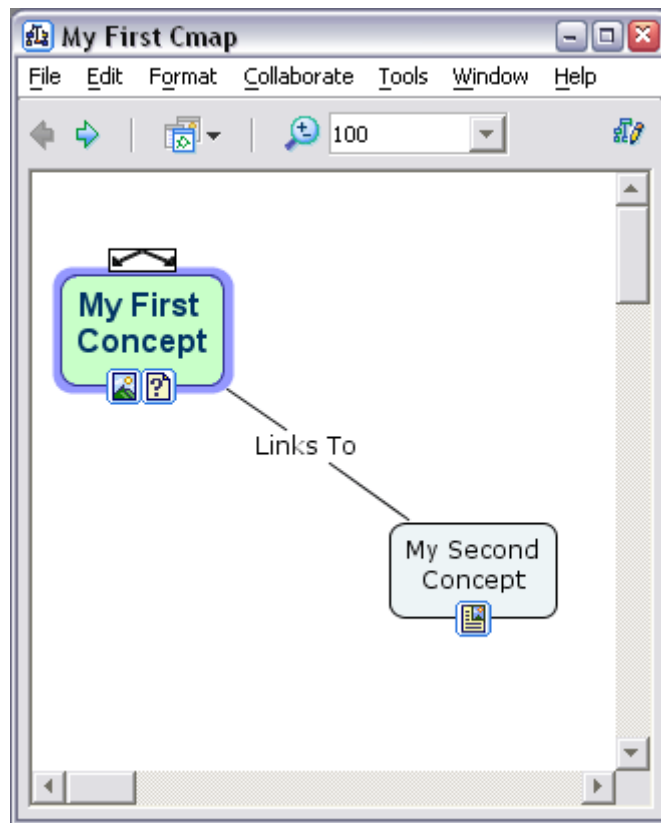 My First Cmap
File Edit Format Collaborate Tools Window Help
100
My First
Concept
?
Links To
My Second
Concept